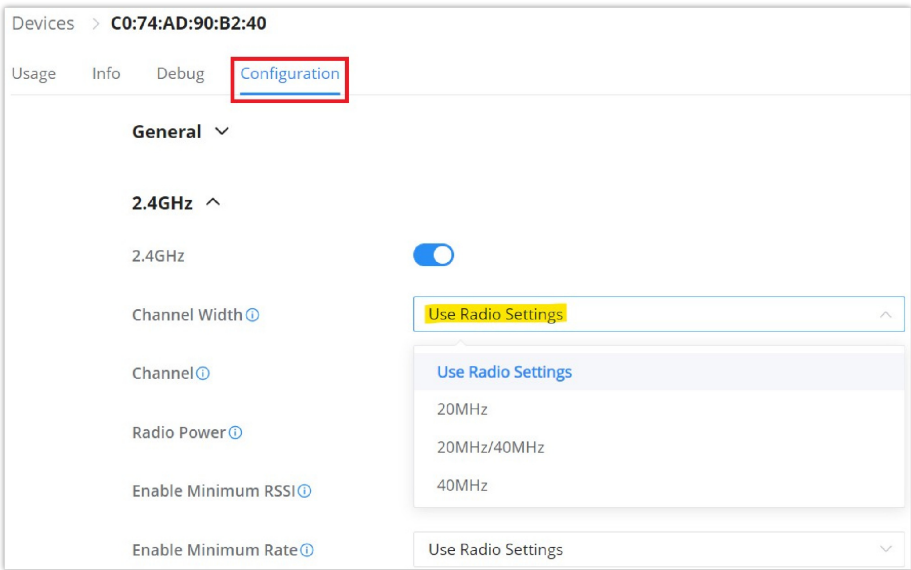 Devices > C0:74:AD:90:B2:40
Usage Info Debug Configuration
General
2.4GHz
2.4GHz
Channel Width Use Radio Settings
Channel Use Radio Settings
20MHz
Radio Power 20MHz/40MHz
Enable Minimum RSSI 40MHz
Enable Minimum Rate Use Radio Settings